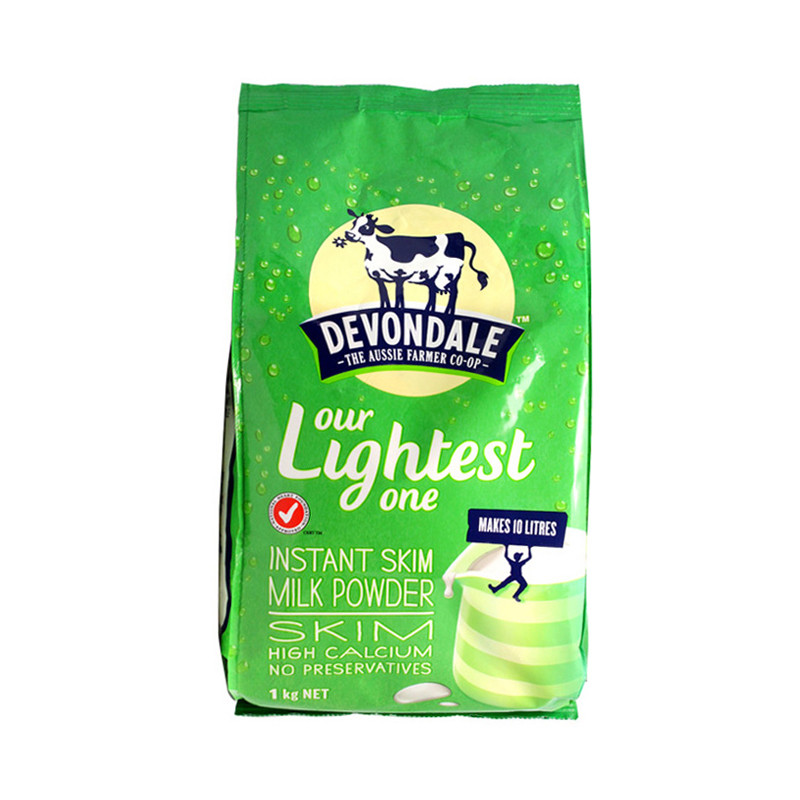 DEVONDALE
TM
-THE AUSSIE FARMER CO-OP-
our
Lightest
one
MAKES 10 LITRES
INSTANT SKIM
MILK POWDER
SKIM
HIGH CALCIUM
NO PRESERVATIVES
1 kg NET